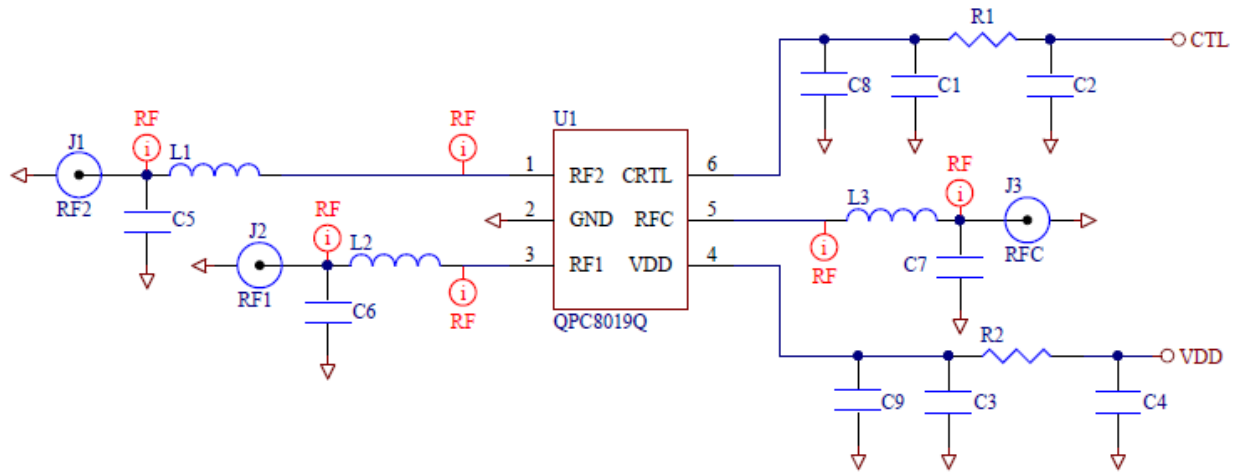 R1
CTL
C8
C1
C2
U1
RF
RF
J1
L1
1
RF2
CRTL
6
RF
J3
RF2
C5
L3
J2
RF
2
GND
RFC
5
L2
C7
RFC
3
RF1
VDD
4
RF
RF1
C6
RF
QPC8019Q
R2
VDD
C9
C3
C4
i
i
i
i
i
i